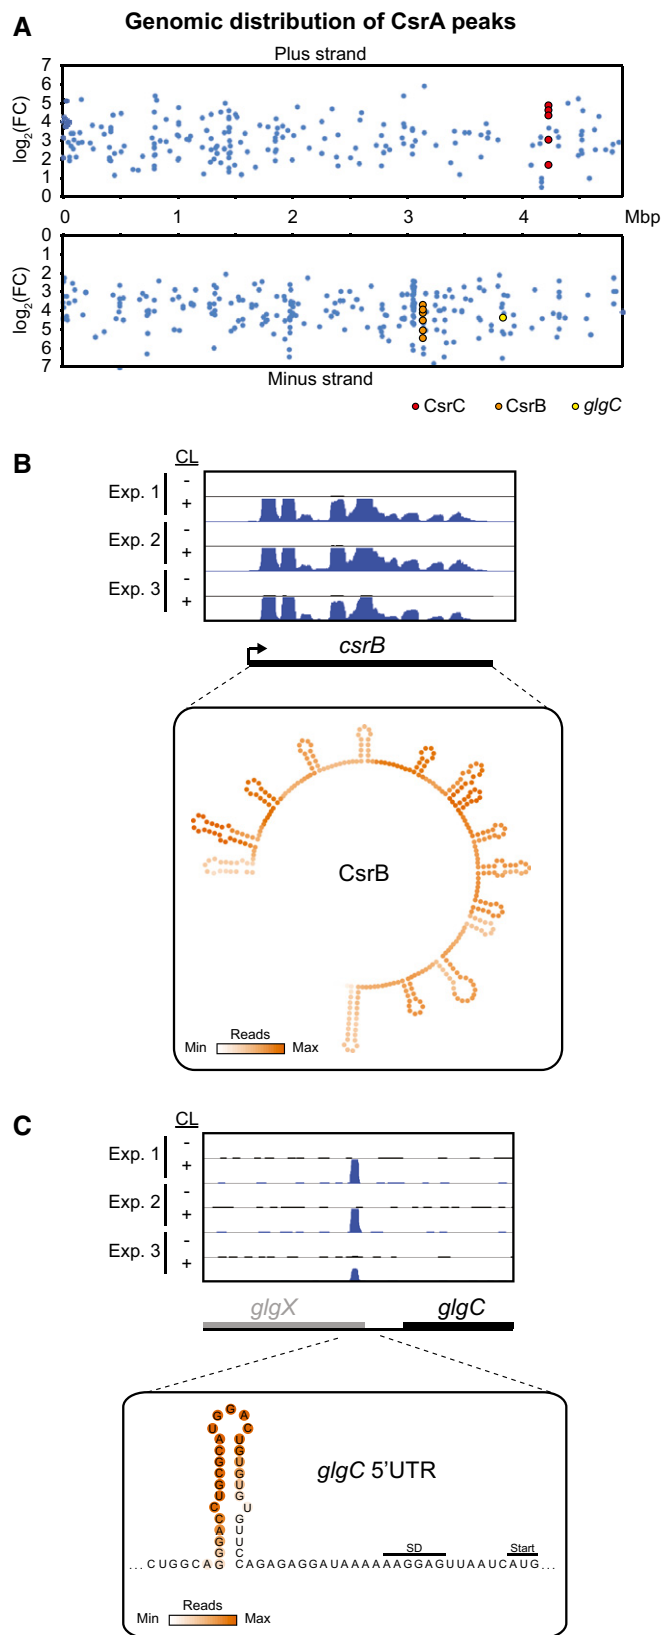 A
Genomic distribution of CsrA peaks
Plus strand
log₂(FC)
7
6
5
4
3
2
1
0
0 1 2 3 4 Mbp
log₂(FC)
0
1
2
3
4
5
6
7
Minus strand
CsrC CsrB glgC
B
CL
Exp. 1 - +
Exp. 2 - +
Exp. 3 - +
csrB
CsrB
Reads
Min Max
C
CL
Exp. 1 - +
Exp. 2 - +
Exp. 3 - +
glgX glgC
glgC 5'UTR
G
G A
U C
A U
C G
G U
C G
SD Start
...CUGGCAG CAGAGAGGAUAAAAAAGGAGUUAAUCAUG...
Reads
Min Max